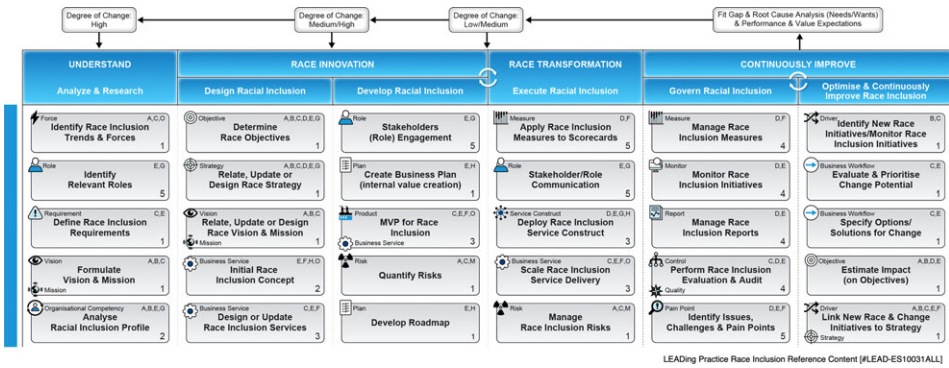 Degree of Change:
High
Degree of Change:
Medium/High
Degree of Change:
Low/Medium
Fit Gap & Root Cause Analysis (Needs/Wants)
& Performance & Value Expectations
UNDERSTAND
RACE INNOVATION
RACE TRANSFORMATION
CONTINUOUSLY IMPROVE
Analyze & Research
Design Racial Inclusion
Develop Racial Inclusion
Execute Racial Inclusion
Govern Racial Inclusion
Optimise & Continuously
Improve Race Inclusion
Force A,C,O
Identify Race Inclusion
Trends & Forces
1
Objective A,B,C,D,E,G
Determine
Race Objectives
1
Role E,G
Stakeholders
(Role) Engagement
5
Measure D,F
Apply Race Inclusion
Measures to Scorecards
5
Measure D,F
Manage Race
Inclusion Measures
4
Driver B,C
Identify New Race
Initiatives/Monitor Race
Inclusion Initiatives
1
Role E,G
Identify
Relevant Roles
5
Strategy A,B,C,D,E,G
Relate, Update or
Design Race Strategy
1
Plan E,H
Create Business Plan
(internal value creation)
1
Role E,G
Stakeholder/Role
Communication
5
Monitor D,E
Monitor Race
Inclusion Initiatives
4
Business Workflow C,E
Evaluate & Prioritise
Change Potential
1
Requirement C,E
Define Race Inclusion
Requirements
1
Vision A,B,C
Relate, Update or Design
Race Vision & Mission
Mission 1
Product C,E,F,O
MVP for Race
Inclusion
Business Service 3
Service Construct D,E,G,H
Deploy Race Inclusion
Service Construct
3
Report D,E
Manage Race
Inclusion Reports
4
Business Workflow C,E
Specify Options/
Solutions for Change
1
Vision A,B,C
Formulate
Vision & Mission
Mission 1
Business Service E,F,H,O
Initial Race
Inclusion Concept
2
Risk A,C,M
Quantify Risks
1
Business Service C,E,F,O
Scale Race Inclusion
Service Delivery
3
Control C,D,E
Perform Race Inclusion
Evaluation & Audit
Quality 4
Objective A,B,D,E
Estimate Impact
(on Objectives)
1
Organisational Competency A,B,E
Analyse
Racial Inclusion Profile
2
Business Service C,E,F
Design or Update
Race Inclusion Services
3
Plan E,H
Develop Roadmap
1
Risk A,C,M
Manage
Race Inclusion Risks
1
Pain Point D,E,F
Identify Issues,
Challenges & Pain Points
5
Driver A,B,C,E,F
Link New Race & Change
Initiatives to Strategy
Strategy 1
LEADing Practice Race Inclusion Reference Content [#LEAD-ES10031ALL]